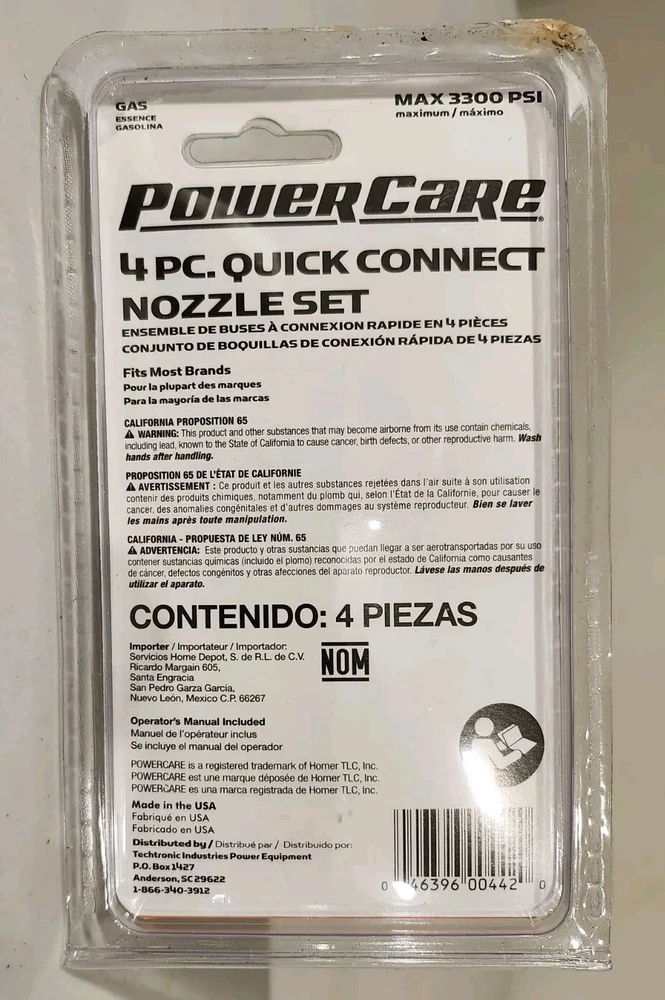 GAS
ESSENCE
GASOLINA
MAX 3300 PSI
maximum / máximo
POWERCARE®
4 PC. QUICK CONNECT
NOZZLE SET
ENSEMBLE DE BUSES À CONNEXION RAPIDE EN 4 PIÈCES
CONJUNTO DE BOQUILLAS DE CONEXIÓN RÁPIDA DE 4 PIEZAS
Fits Most Brands
Pour la plupart des marques
Para la mayoría de las marcas
CALIFORNIA PROPOSITION 65
⚠ WARNING: This product and other substances that may become airborne from its use contain chemicals,
including lead, known to the State of California to cause cancer, birth defects, or other reproductive harm. Wash
hands after handling.
PROPOSITION 65 DE L'ÉTAT DE CALIFORNIE
⚠ AVERTISSEMENT : Ce produit et les autres substances rejetées dans l'air suite à son utilisation
contenir des produits chimiques, notamment du plomb qui, selon l'État de la Californie, pour causer le
cancer, des anomalies congénitales et d'autres dommages au système reproducteur. Bien se laver
les mains après toute manipulation.
CALIFORNIA - PROPUESTA DE LEY NÚM. 65
⚠ ADVERTENCIA: Este producto y otras sustancias que puedan llegar a ser aerotransportadas por su uso
contener sustancias químicas (incluido el plomo) reconocidas por el estado de California como causantes
de cáncer, defectos congénitos y otras afecciones del aparato reproductor. Lávese las manos después de
utilizar el aparato.
CONTENIDO: 4 PIEZAS
Importer / Importateur / Importador:
Servicios Home Depot, S. de R.L. de C.V.
Ricardo Margain 605,
Santa Engracia
San Pedro Garza García,
Nuevo León, Mexico C.P. 66267
NOM
Operator's Manual Included
Manuel de l'opérateur inclus
Se incluye el manual del operador
POWERCARE is a registered trademark of Homer TLC, Inc.
POWERCARE est une marque déposée de Homer TLC, Inc.
POWERCARE es una marca registrada de Homer TLC, Inc.
Made in the USA
Fabriqué en USA
Fabricado en USA
Distributed by / Distribué par / Distribuido por:
Techtronic Industries Power Equipment
P.O. Box 1427
Anderson, SC 29622
1-866-340-3912
0 46396 00442 0